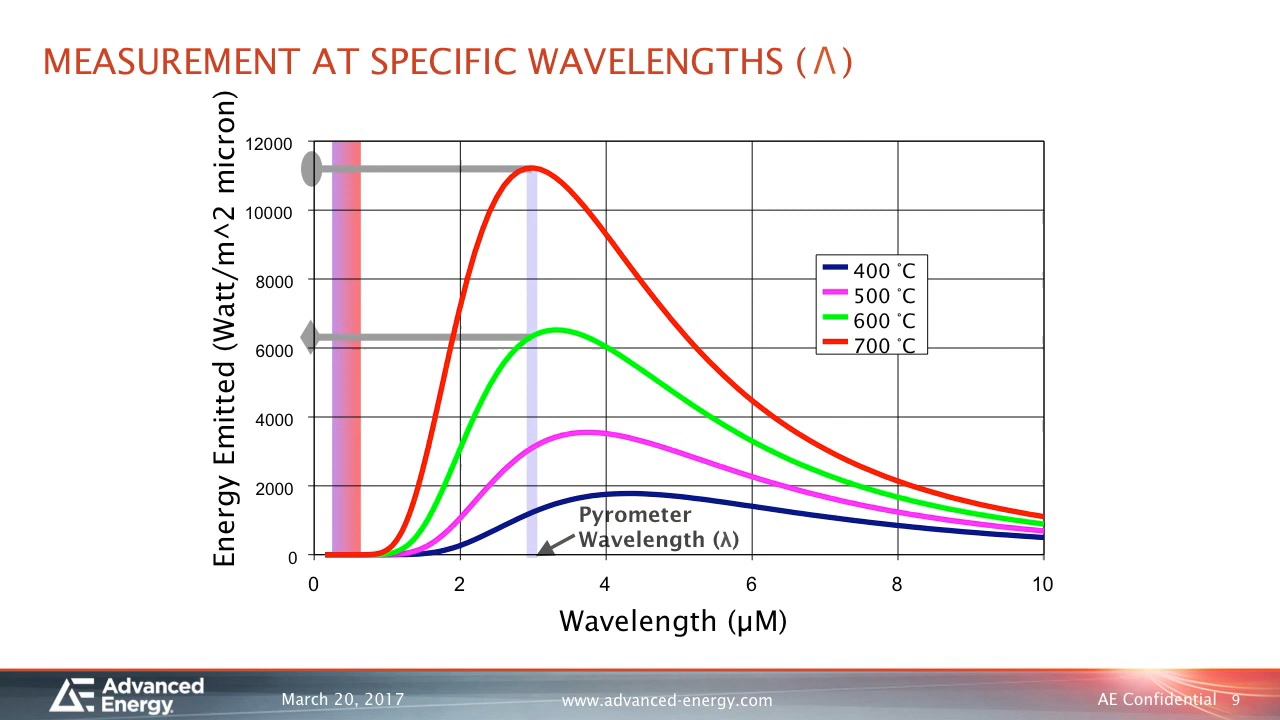 MEASUREMENT AT SPECIFIC WAVELENGTHS (Λ)
Energy Emitted (Watt/m^2 micron)
12000
10000
8000
6000
4000
2000
0
400 °C
500 °C
600 °C
700 °C
Pyrometer
Wavelength (λ)
0 2 4 6 8 10
Wavelength (µM)
Advanced
Energy
March 20, 2017 www.advanced-energy.com AE Confidential 9